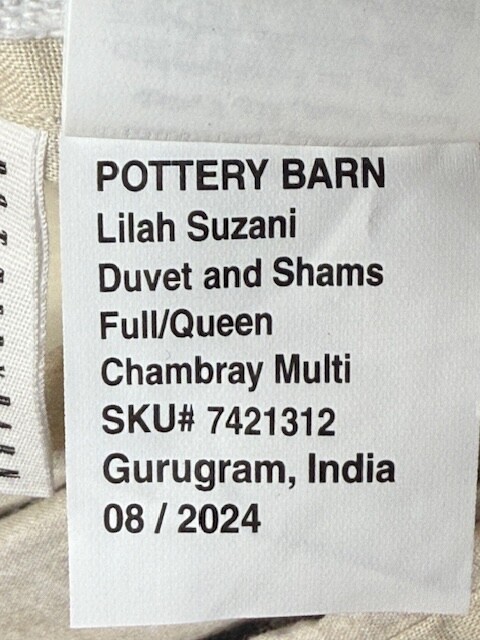 POTTERY BARN
Lilah Suzani
Duvet and Shams
Full/Queen
Chambray Multi
SKU# 7421312
Gurugram, India
08 / 2024